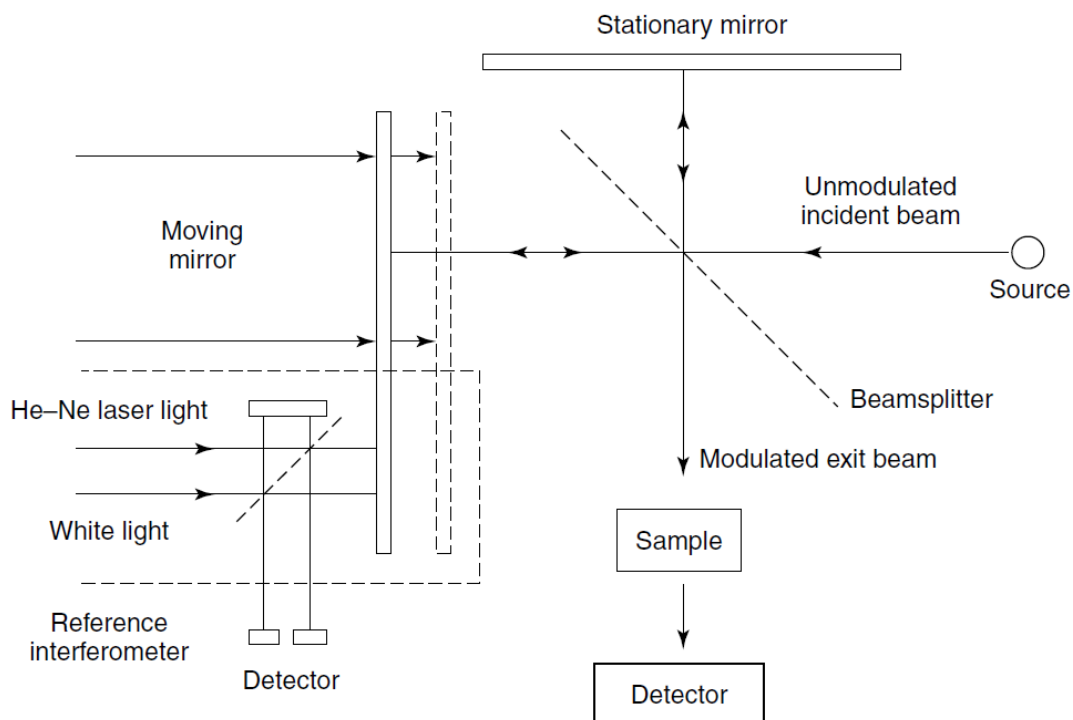 Stationary mirror
Unmodulated
incident beam
Moving
mirror
Source
He–Ne laser light
Beamsplitter
Modulated exit beam
White light
Sample
Reference
interferometer
Detector
Detector